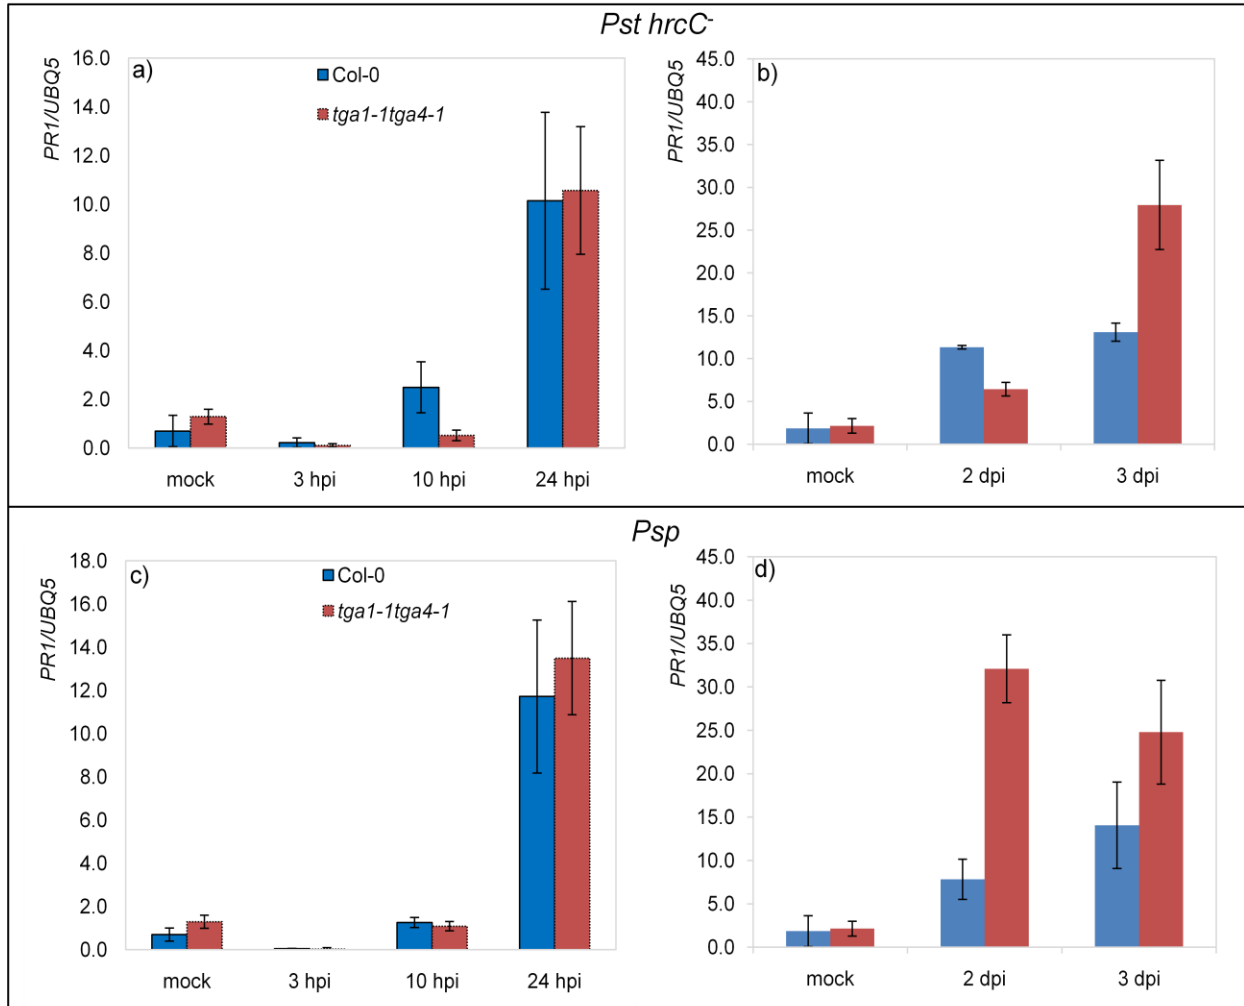 Pst hrcC-
a)
Col-0
tga1-1tga4-1
PR1/UBQ5
16.0
14.0
12.0
10.0
8.0
6.0
4.0
2.0
0.0
mock 3 hpi 10 hpi 24 hpi
b)
PR1/UBQ5
45.0
40.0
35.0
30.0
25.0
20.0
15.0
10.0
5.0
0.0
mock 2 dpi 3 dpi
Psp
c)
Col-0
tga1-1tga4-1
PR1/UBQ5
18.0
16.0
14.0
12.0
10.0
8.0
6.0
4.0
2.0
0.0
mock 3 hpi 10 hpi 24 hpi
d)
PR1/UBQ5
45.0
40.0
35.0
30.0
25.0
20.0
15.0
10.0
5.0
0.0
mock 2 dpi 3 dpi